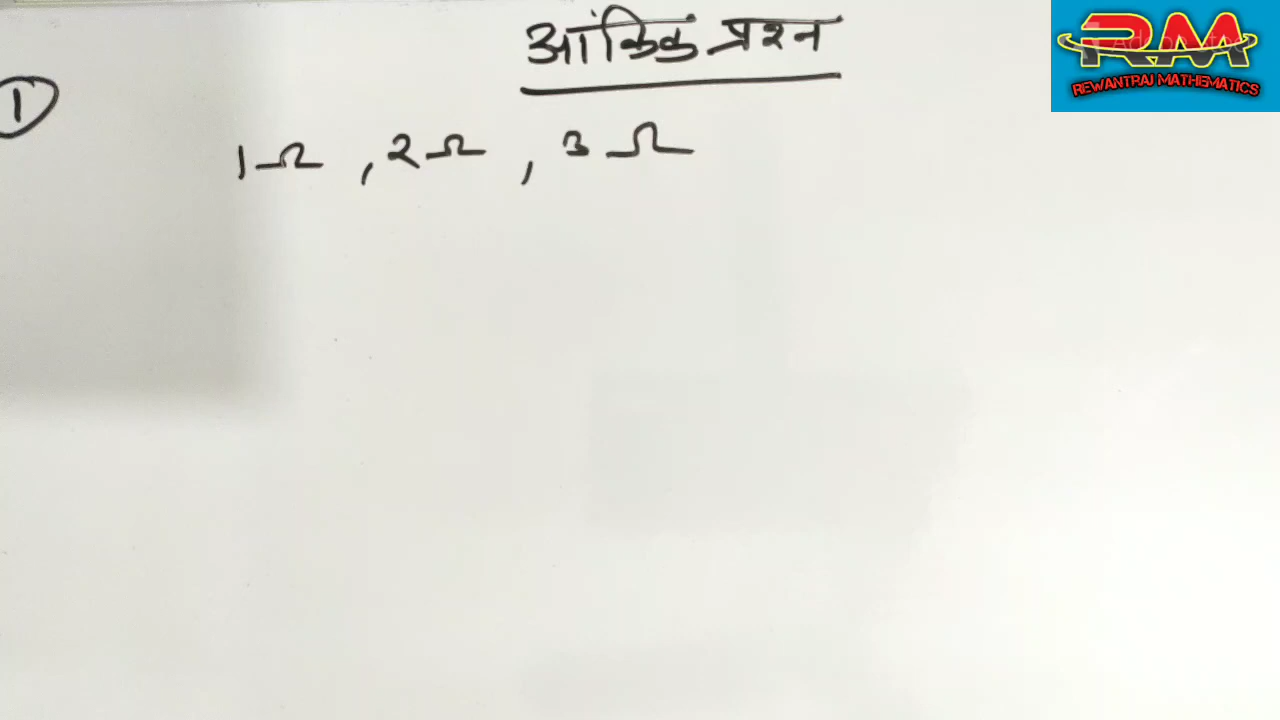 आंकिक प्रश्न
1
1Ω , 2Ω , 3Ω
RM
REWANTRAJ MATHEMATICS